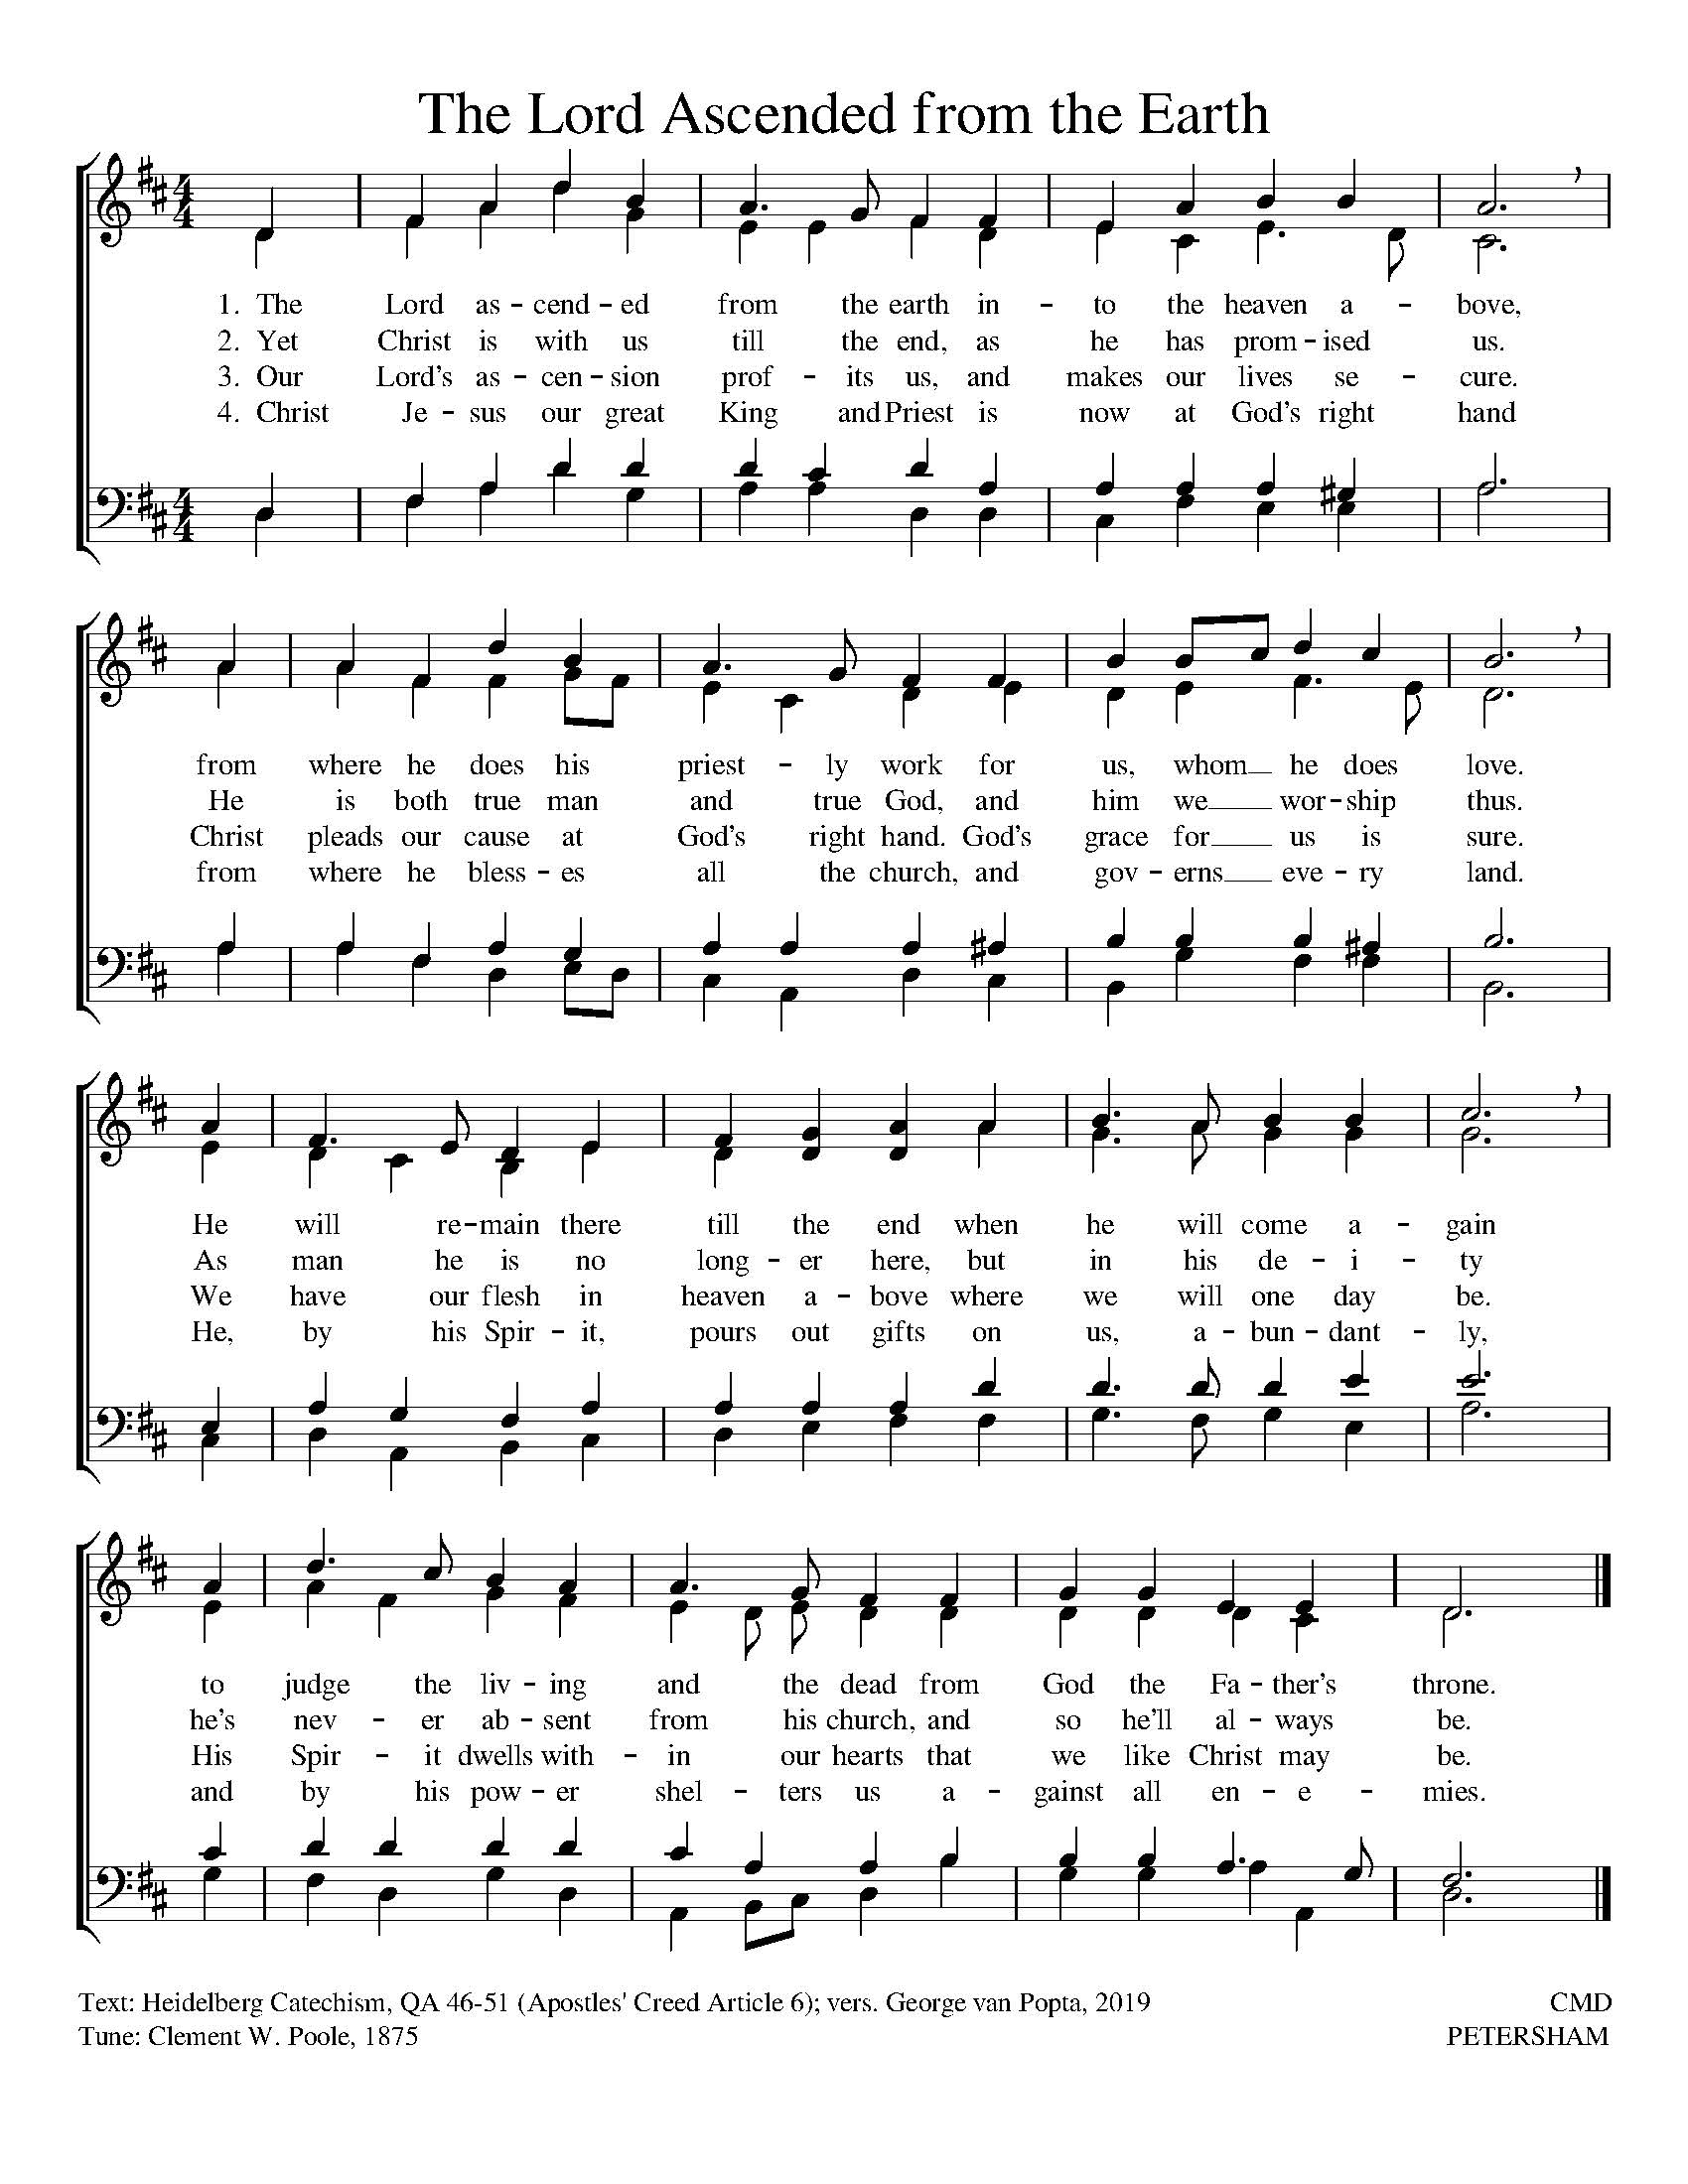 The Lord Ascended from the Earth
4
4
1. The Lord as - cend - ed from the earth in - to the heaven a - bove,
2. Yet Christ is with us till the end, as he has prom - ised us.
3. Our Lord's as - cen - sion prof - its us, and makes our lives se - cure.
4. Christ Je - sus our great King and Priest is now at God's right hand
4
4
from where he does his priest - ly work for us, whom _ he does love.
He is both true man and true God, and him we _ wor - ship thus.
Christ pleads our cause at God's right hand. God's grace for _ us is sure.
from where he bless - es all the church, and gov - erns _ eve - ry land.
He will re - main there till the end when he will come a - gain
As man he is no long - er here, but in his de - i - ty
We have our flesh in heaven a - bove where we will one day be.
He, by his Spir - it, pours out gifts on us, a - bun - dant - ly,
to judge the liv - ing and the dead from God the Fa - ther's throne.
he's nev - er ab - sent from his church, and so he'll al - ways be.
His Spir - it dwells with - in our hearts that we like Christ may be.
and by his pow - er shel - ters us a - gainst all en - e - mies.
Text: Heidelberg Catechism, QA 46-51 (Apostles' Creed Article 6); vers. George van Popta, 2019 CMD
Tune: Clement W. Poole, 1875 PETERSHAM